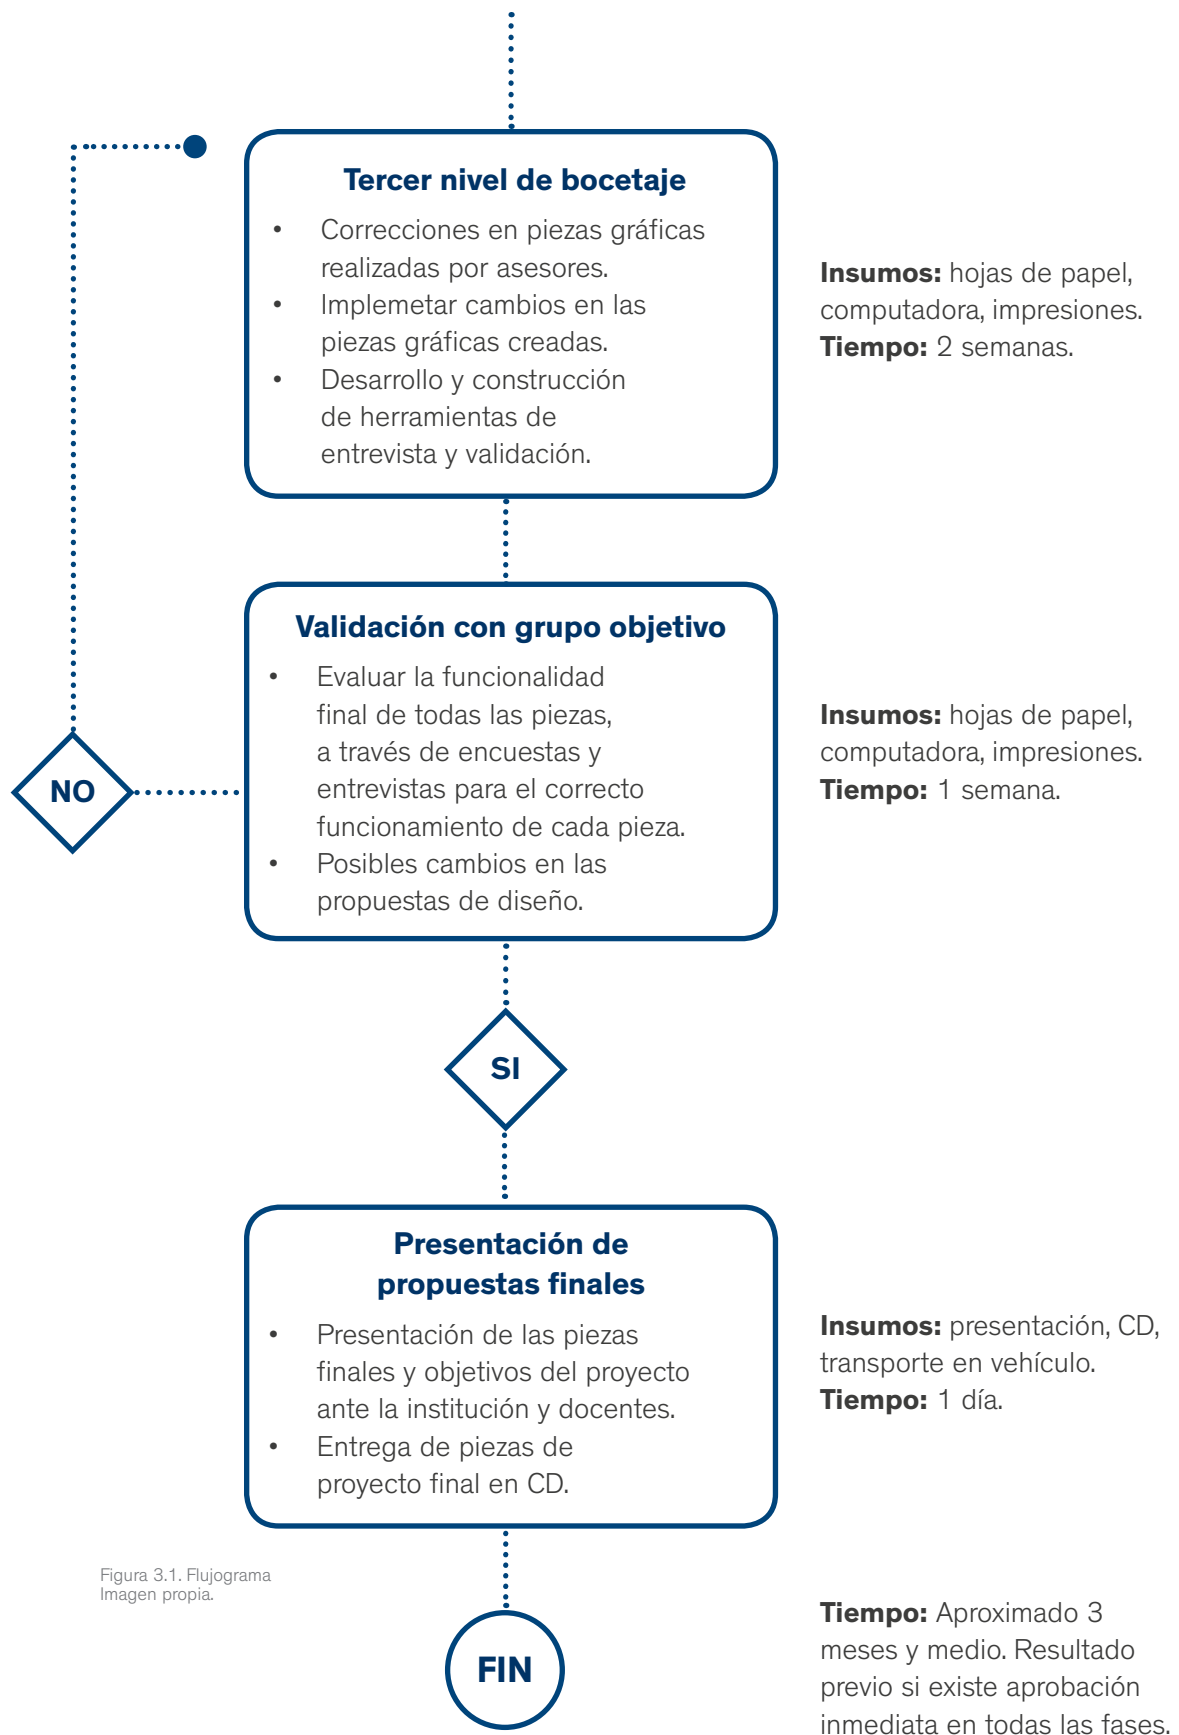 Tercer nivel de bocetaje
• Correcciones en piezas gráficas
realizadas por asesores.
• Implemetar cambios en las
piezas gráficas creadas.
• Desarrollo y construcción
de herramientas de
entrevista y validación.
Insumos: hojas de papel,
computadora, impresiones.
Tiempo: 2 semanas.
Validación con grupo objetivo
• Evaluar la funcionalidad
final de todas las piezas,
a través de encuestas y
entrevistas para el correcto
funcionamiento de cada pieza.
• Posibles cambios en las
propuestas de diseño.
Insumos: hojas de papel,
computadora, impresiones.
Tiempo: 1 semana.
NO
SI
Presentación de
propuestas finales
• Presentación de las piezas
finales y objetivos del proyecto
ante la institución y docentes.
• Entrega de piezas de
proyecto final en CD.
Insumos: presentación, CD,
transporte en vehículo.
Tiempo: 1 día.
Figura 3.1. Flujograma
Imagen propia.
FIN
Tiempo: Aproximado 3
meses y medio. Resultado
previo si existe aprobación
inmediata en todas las fases.